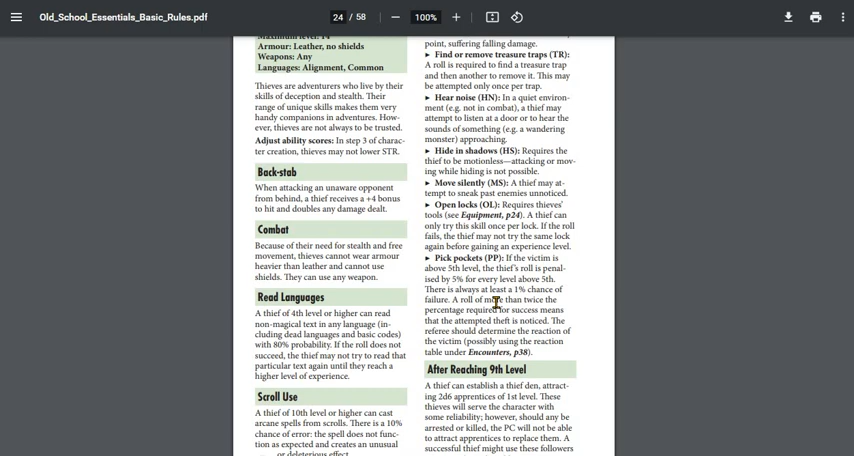 Old_School_Essentials_Basic_Rules.pdf
24 / 58
100%
Maximum level: 14
Armour: Leather, no shields
Weapons: Any
Languages: Alignment, Common
Thieves are adventurers who live by their
skills of deception and stealth. Their
range of unique skills makes them very
handy companions in adventures. How-
ever, thieves are not always to be trusted.
Adjust ability scores: In step 3 of charac-
ter creation, thieves may not lower STR.
Back-stab
When attacking an unaware opponent
from behind, a thief receives a +4 bonus
to hit and doubles any damage dealt.
Combat
Because of their need for stealth and free
movement, thieves cannot wear armour
heavier than leather and cannot use
shields. They can use any weapon.
Read Languages
A thief of 4th level or higher can read
non-magical text in any language (in-
cluding dead languages and basic codes)
with 80% probability. If the roll does not
succeed, the thief may not try to read that
particular text again until they reach a
higher level of experience.
Scroll Use
A thief of 10th level or higher can cast
arcane spells from scrolls. There is a 10%
chance of error: the spell does not func-
tion as expected and creates an unusual
or deleterious effect.
point, suffering falling damage.
► Find or remove treasure traps (TR):
A roll is required to find a treasure trap
and then another to remove it. This may
be attempted only once per trap.
► Hear noise (HN): In a quiet environ-
ment (e.g. not in combat), a thief may
attempt to listen at a door or to hear the
sounds of something (e.g. a wandering
monster) approaching.
► Hide in shadows (HS): Requires the
thief to be motionless—attacking or mov-
ing while hiding is not possible.
► Move silently (MS): A thief may at-
tempt to sneak past enemies unnoticed.
► Open locks (OL): Requires thieves'
tools (see Equipment, p24). A thief can
only try this skill once per lock. If the roll
fails, the thief may not try the same lock
again before gaining an experience level.
► Pick pockets (PP): If the victim is
above 5th level, the thief's roll is penal-
ised by 5% for every level above 5th.
There is always at least a 1% chance of
failure. A roll of more than twice the
percentage required for success means
that the attempted theft is noticed. The
referee should determine the reaction of
the victim (possibly using the reaction
table under Encounters, p38).
After Reaching 9th Level
A thief can establish a thief den, attract-
ing 2d6 apprentices of 1st level. These
thieves will serve the character with
some reliability; however, should any be
arrested or killed, the PC will not be able
to attract apprentices to replace them. A
successful thief might use these followers